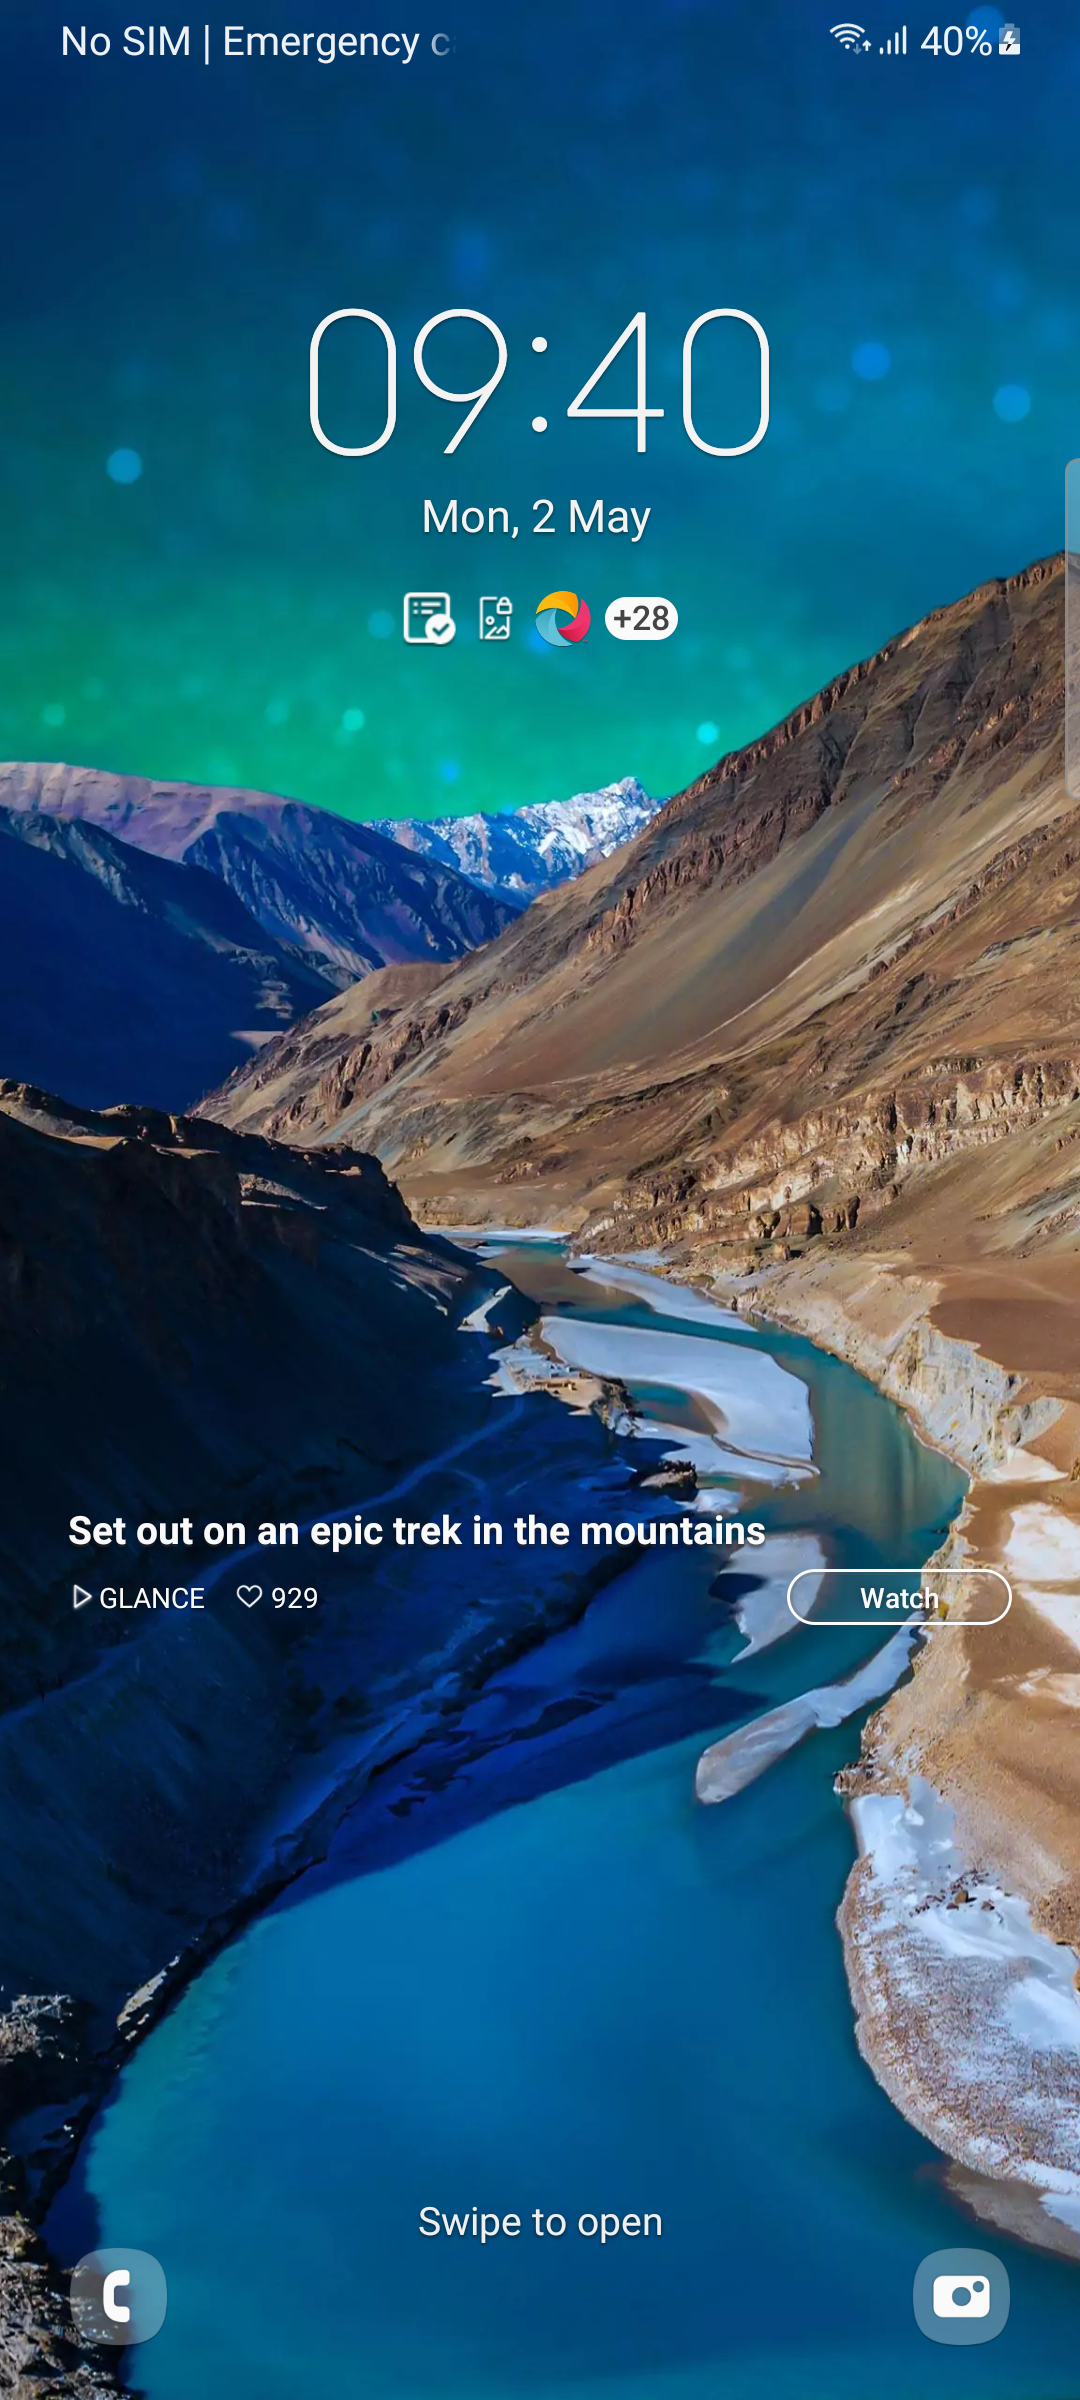 No SIM | Emergency c
40%
09:40
Mon, 2 May
+28
Set out on an epic trek in the mountains
GLANCE 929
Watch
Swipe to open